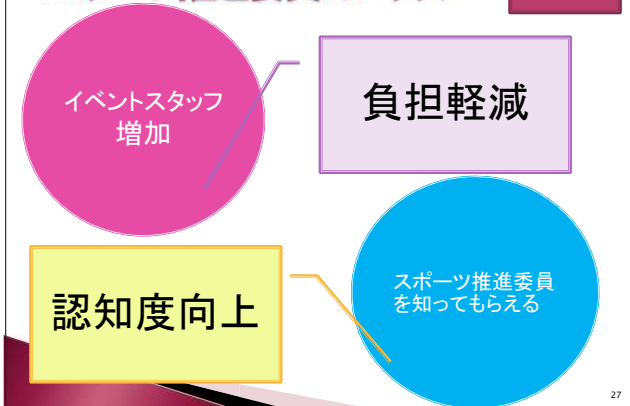 イベントスタッフ
増加
負担軽減
認知度向上
スポーツ推進委員
を知ってもらえる
27